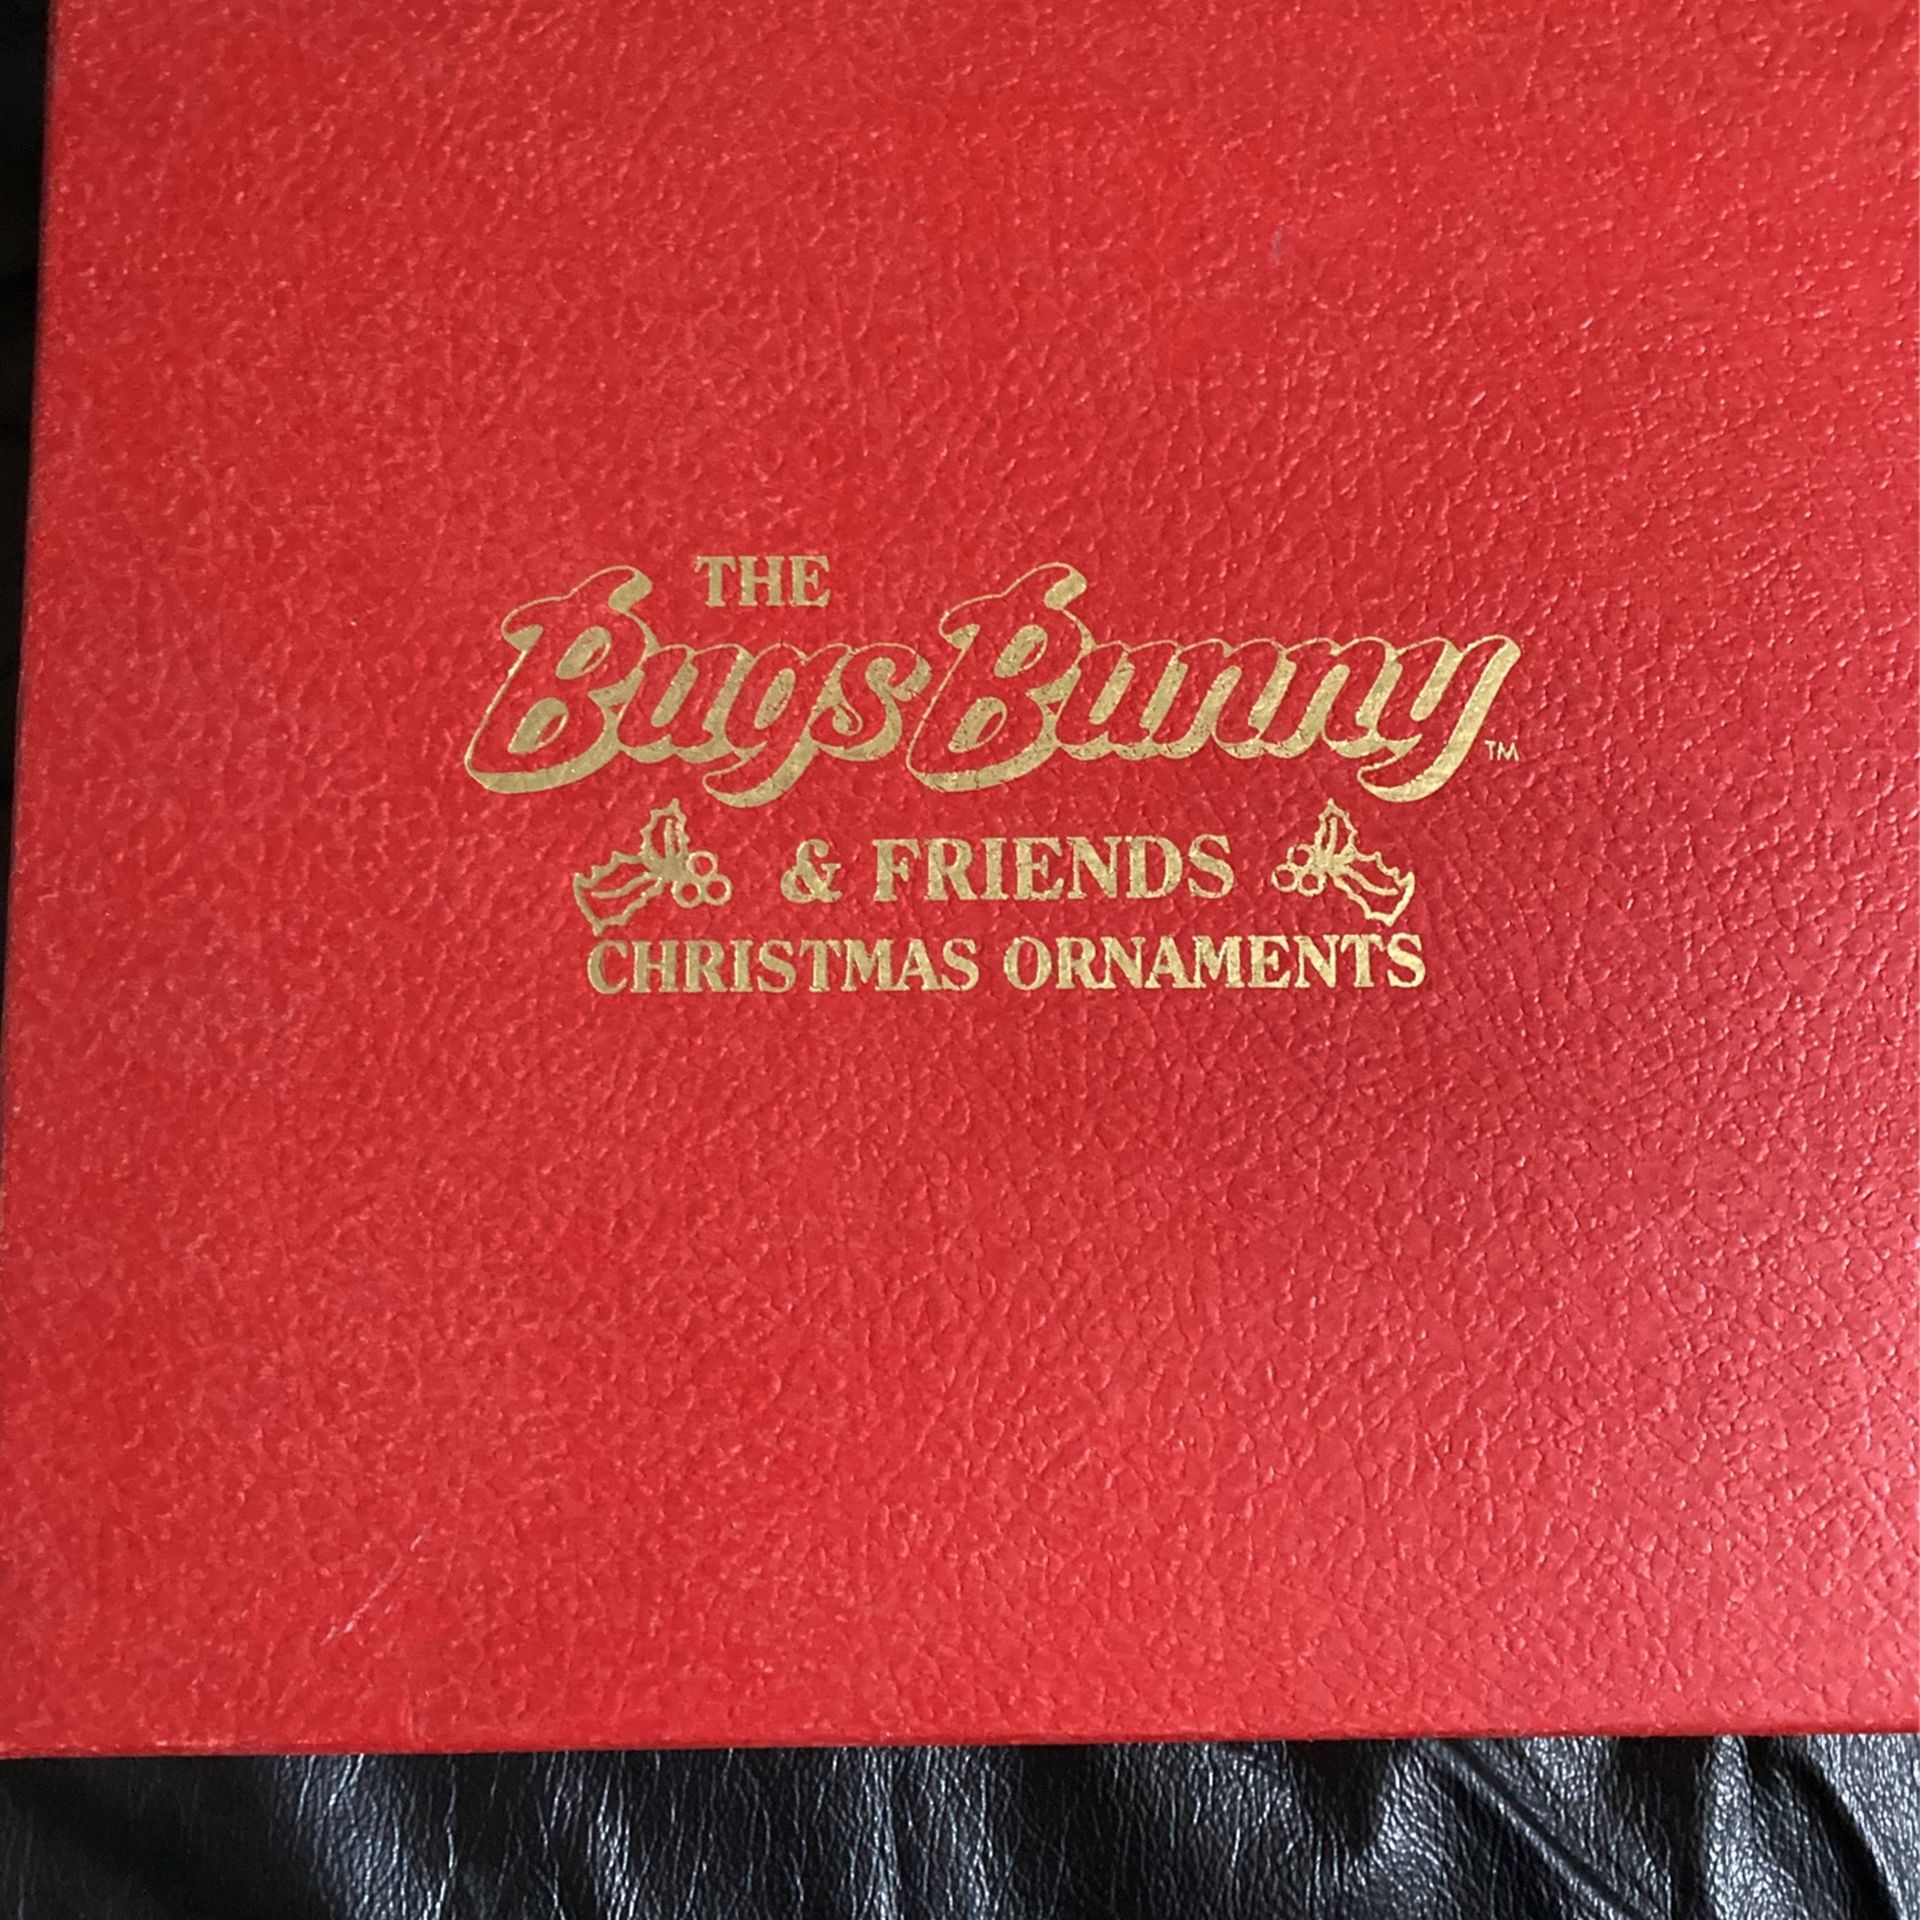 THE
Bugs Bunny™
& FRIENDS
CHRISTMAS ORNAMENTS